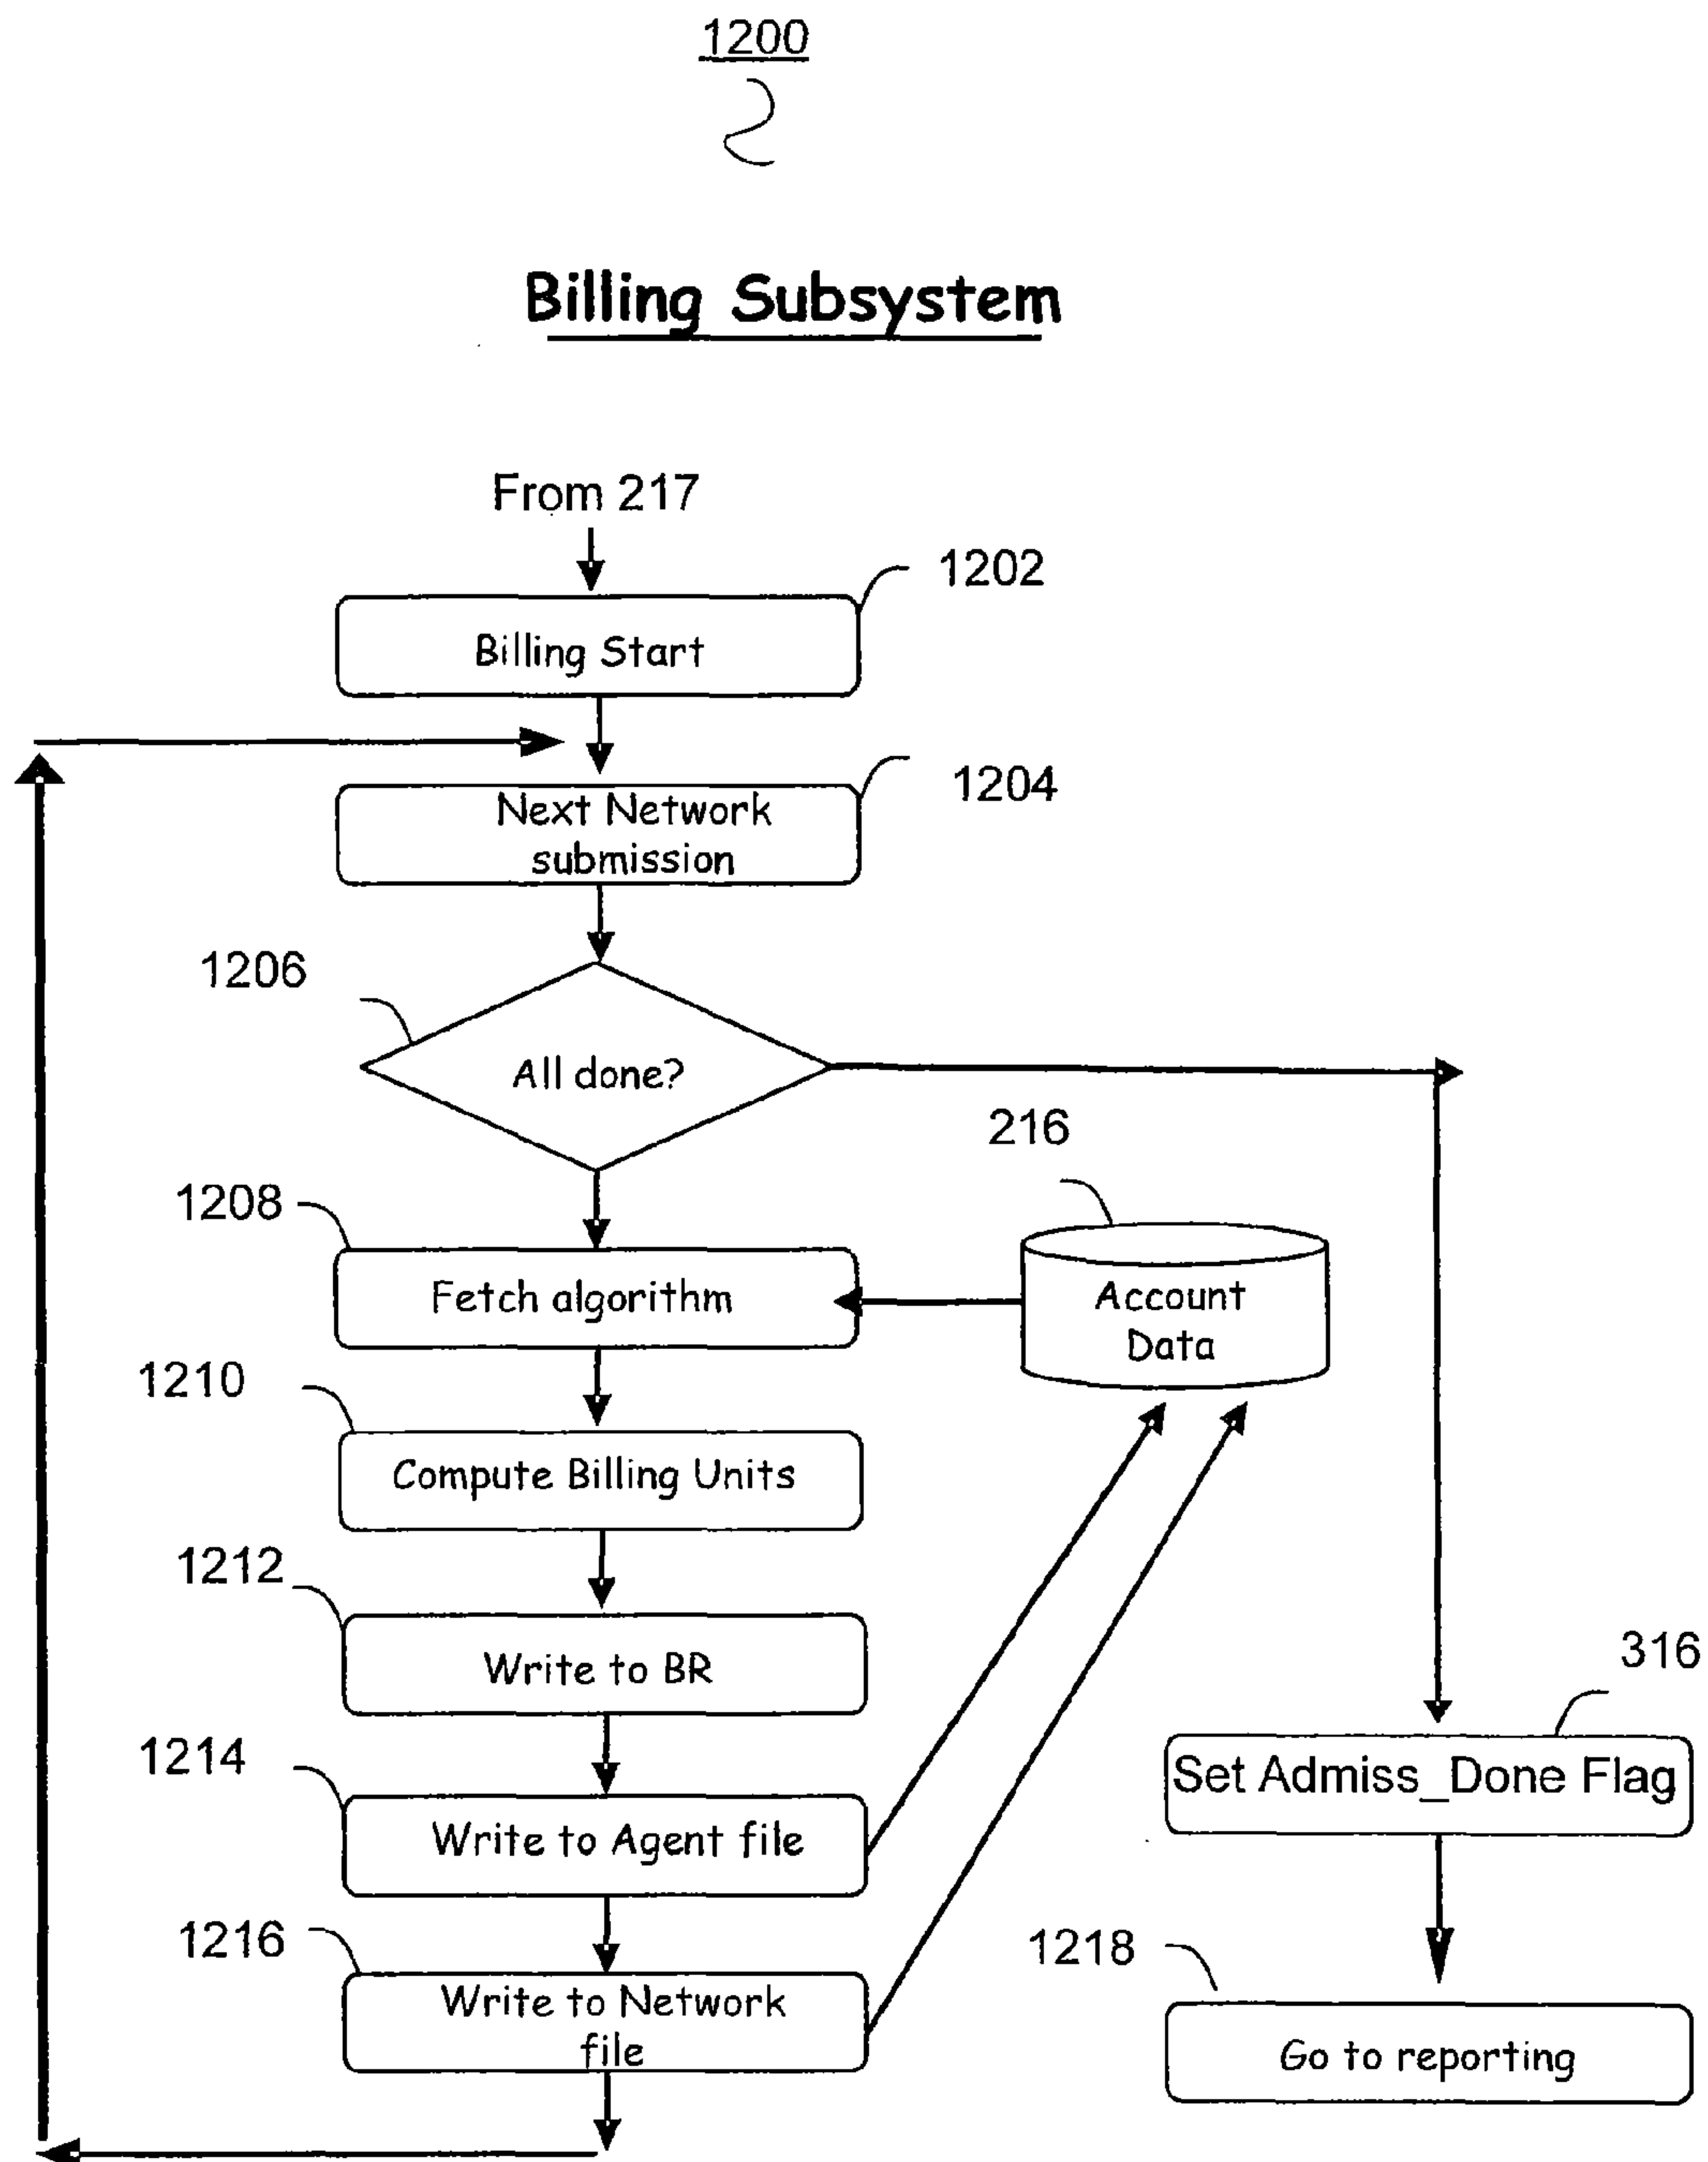 1200
Billing Subsystem
From 217
1202
Billing Start
1204
Next Network
submission
1206
All done?
216
1208
Fetch algorithm
Account
Data
1210
Compute Billing Units
1212
Write to BR
316
1214
Set Admiss_Done Flag
Write to Agent file
1216
1218
Write to Network
file
Go to reporting